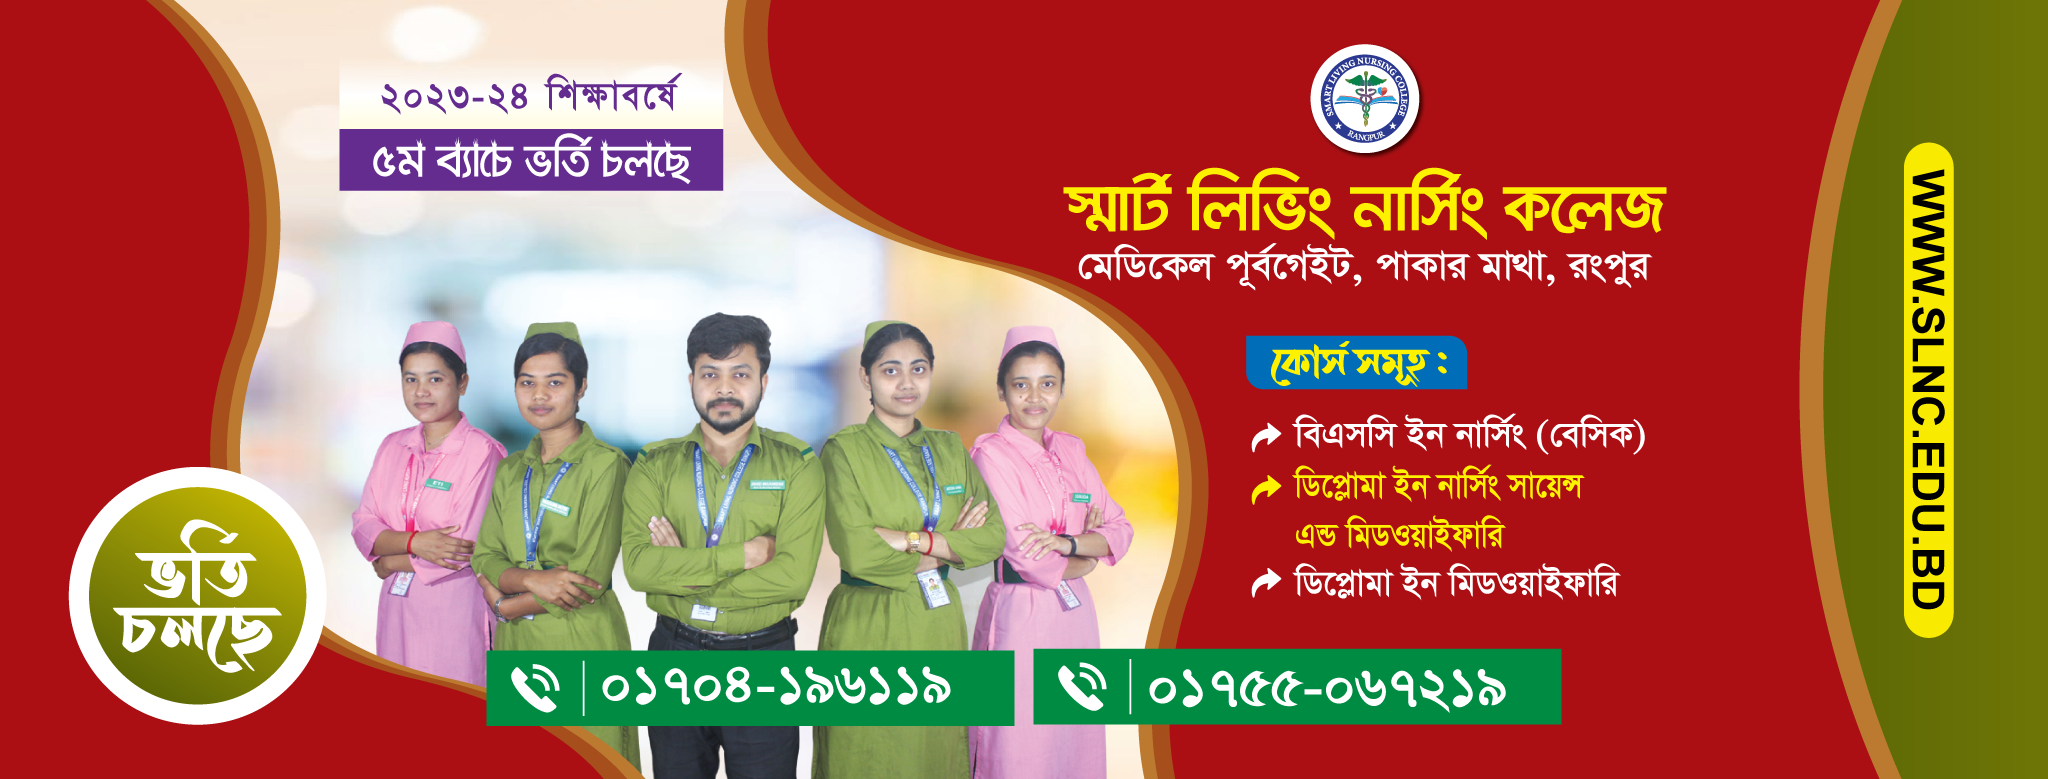 ২০২৩-২৪ শিক্ষাবর্ষে
৫ম ব্যাচে ভর্তি চলছে
SMART LIVING NURSING COLLEGE
RANGPUR
স্মার্ট লিভিং নার্সিং কলেজ
মেডিকেল পূর্বগেইট, পাকার মাথা, রংপুর
কোর্স সমূহ :
বিএসসি ইন নার্সিং (বেসিক)
ডিপ্লোমা ইন নার্সিং সায়েন্স
এন্ড মিডওয়াইফারি
ডিপ্লোমা ইন মিডওয়াইফারি
ভর্তি
চলছে
০১৭০৪-১৯৬১১৯
০১৭৫৫-০৬৭২১৯
WWW.SLNC.EDU.BD
ETI